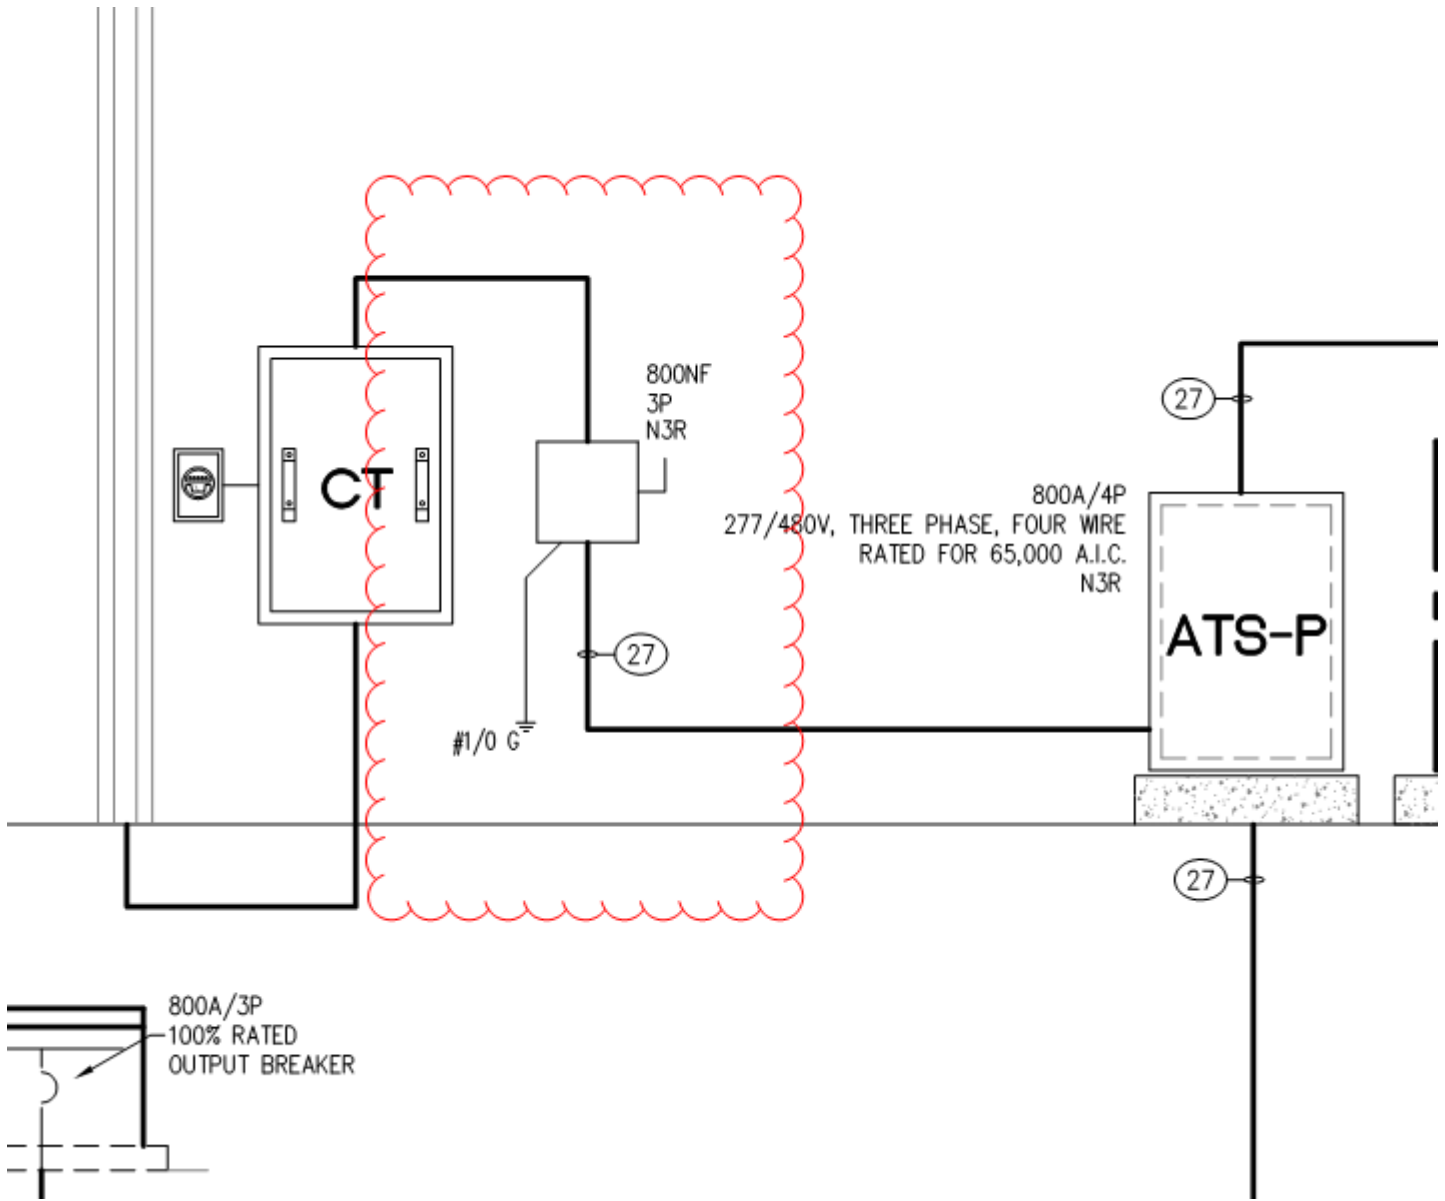 800NF
3P
N3R
27
CT
800A/4P
277/480V, THREE PHASE, FOUR WIRE
RATED FOR 65,000 A.I.C.
N3R
ATS-P
27
#1/0 G
27
800A/3P
100% RATED
OUTPUT BREAKER